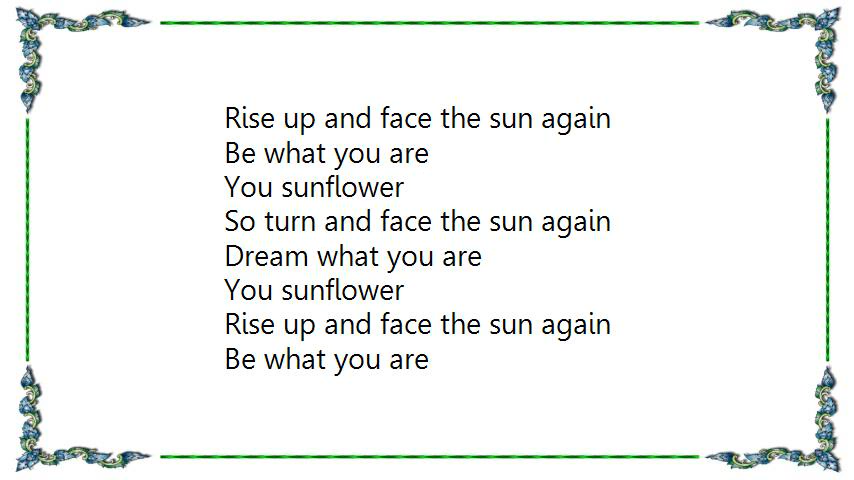 Rise up and face the sun again
Be what you are
You sunflower
So turn and face the sun again
Dream what you are
You sunflower
Rise up and face the sun again
Be what you are